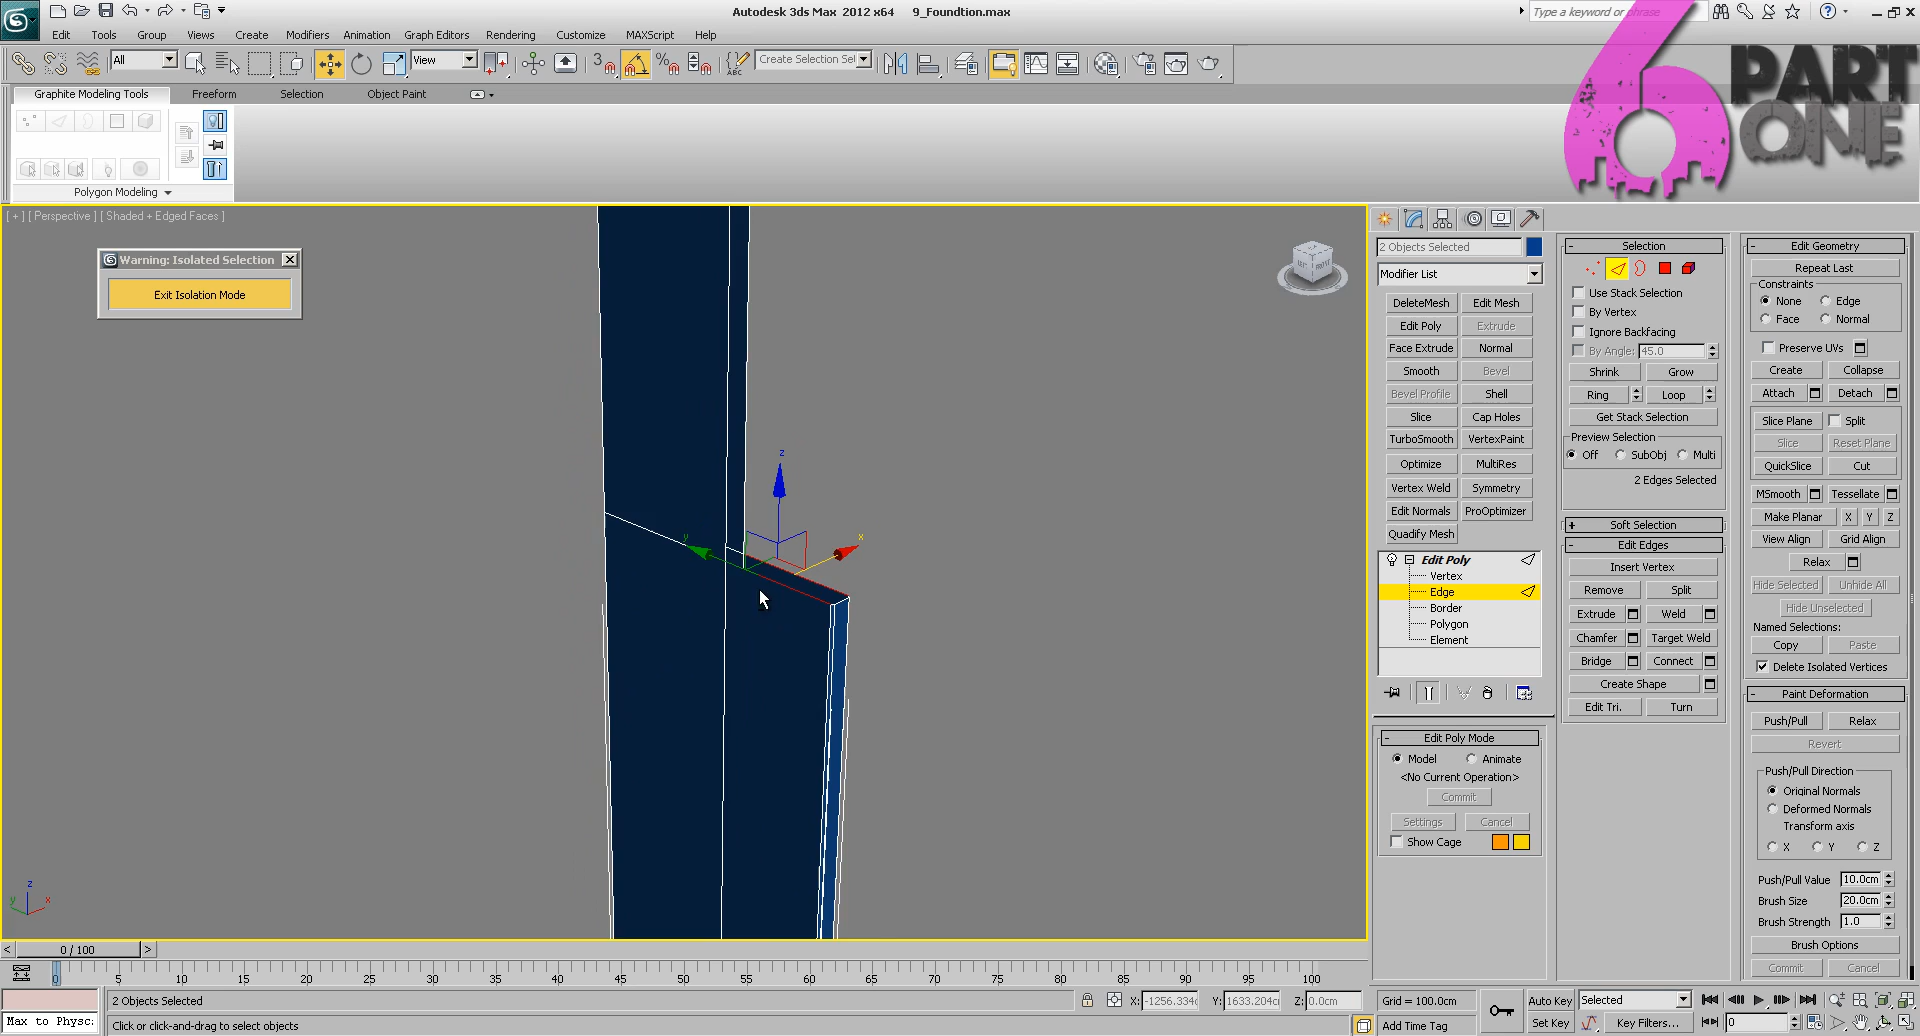 Autodesk 3ds Max 2012 x64 9_Foundtion.max
Type a keyword or phrase
Edit Tools Group Views Create Modifiers Animation Graph Editors Rendering Customize MAXScript Help
All View 3 Create Selection Se
6 PART ONE
Graphite Modeling Tools Freeform Selection Object Paint
Polygon Modeling
[ + ] [ Perspective ] [ Shaded + Edged Faces ]
Warning: Isolated Selection
Exit Isolation Mode
z
y
x
z
y
x
2 Objects Selected
Modifier List
DeleteMesh Edit Mesh
Edit Poly Extrude
Face Extrude Normal
Smooth Bevel
Bevel Profile Shell
Slice Cap Holes
TurboSmooth VertexPaint
Optimize MultiRes
Vertex Weld Symmetry
Edit Normals ProOptimizer
Quadify Mesh
Edit Poly
Vertex
Edge
Border
Polygon
Element
Edit Poly Mode
Model Animate
<No Current Operation>
Commit
Settings Cancel
Show Cage
Selection
Use Stack Selection
By Vertex
Ignore Backfacing
By Angle: 45.0
Shrink Grow
Ring Loop
Get Stack Selection
Preview Selection
Off SubObj Multi
2 Edges Selected
Soft Selection
Edit Edges
Insert Vertex
Remove Split
Extrude Weld
Chamfer Target Weld
Bridge Connect
Create Shape
Edit Tri. Turn
Edit Geometry
Repeat Last
Constraints
None Edge
Face Normal
Preserve UVs
Create Collapse
Attach Detach
Slice Plane Split
Slice Reset Plane
QuickSlice Cut
MSmooth Tessellate
Make Planar X Y Z
View Align Grid Align
Relax
Hide Selected Unhide All
Hide Unselected
Named Selections:
Copy Paste
Delete Isolated Vertices
Paint Deformation
Push/Pull Relax
Revert
Push/Pull Direction
Original Normals
Deformed Normals
Transform axis
X Y Z
Push/Pull Value 10.0cm
Brush Size 20.0cm
Brush Strength 1.0
Brush Options
Commit Cancel
< 0 / 100 >
0 5 10 15 20 25 30 35 40 45 50 55 60 65 70 75 80 85 90 95 100
2 Objects Selected X: -1256.334 Y: 1633.204 Z: 0.0cm Grid = 100.0cm Auto Key Selected
Max to Physc: Click or click-and-drag to select objects Add Time Tag Set Key Key Filters... 0